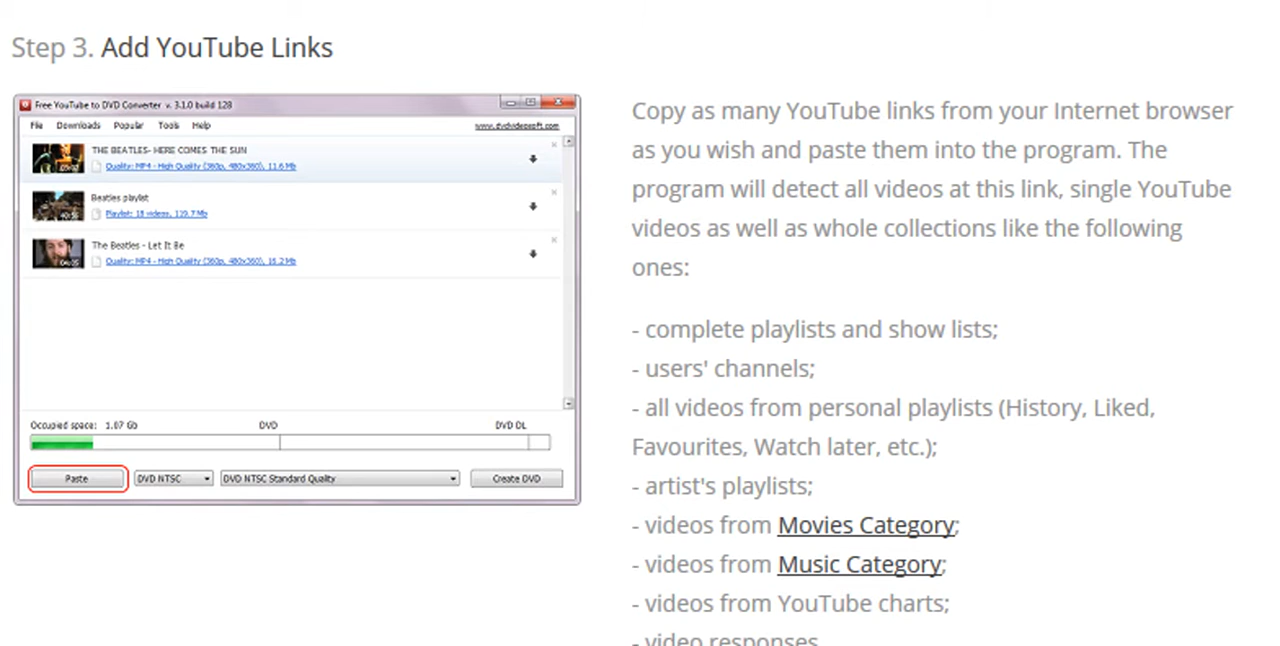 Step 3. Add YouTube Links
Free YouTube to DVD Converter v. 3.1.0 build 128
File Downloads Popular Tools Help
www.dvdvideosoft.com
THE BEATLES- HERE COMES THE SUN
Quality: MP4 - High Quality (360p, 480x360), 11.6 Mb
Beatles playlist
Playlist: 18 videos, 119.7 Mb
40:56
The Beatles - Let It Be
Quality: MP4 - High Quality (360p, 480x360), 16.2 Mb
04:05
Occupied space: 1.07 Gb DVD DVD DL
Paste DVD NTSC DVD NTSC Standard Quality Create DVD
Copy as many YouTube links from your Internet browser
as you wish and paste them into the program. The
program will detect all videos at this link, single YouTube
videos as well as whole collections like the following
ones:
- complete playlists and show lists;
- users' channels;
- all videos from personal playlists (History, Liked,
Favourites, Watch later, etc.);
- artist's playlists;
- videos from Movies Category;
- videos from Music Category;
- videos from YouTube charts;
- video responses